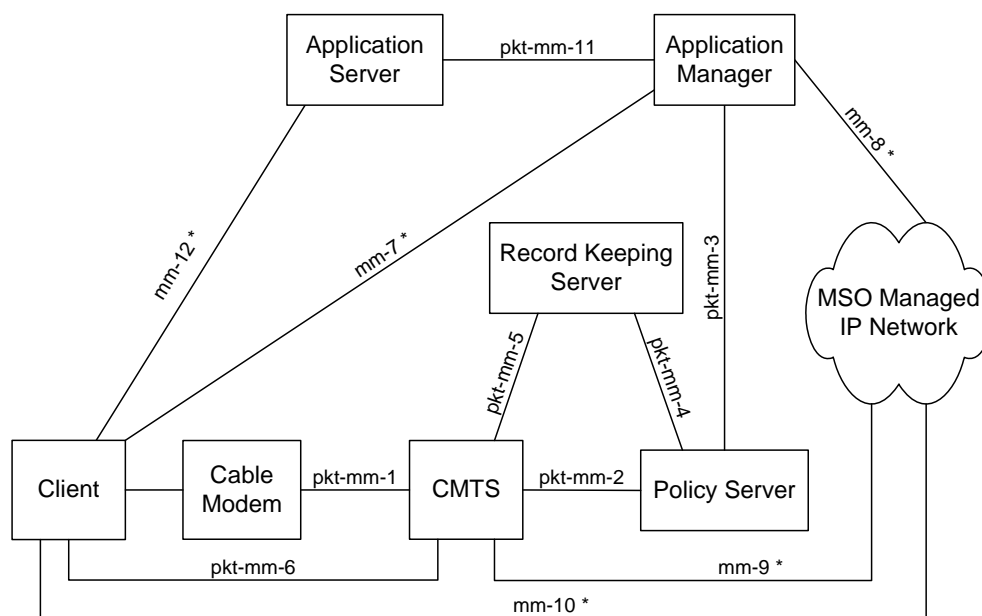 Application
Server
pkt-mm-11
Application
Manager
mm-8 *
mm-12 *
mm-7 *
Record Keeping
Server
pkt-mm-3
MSO Managed
IP Network
pkt-mm-5
pkt-mm-4
Client
Cable
Modem
pkt-mm-1
CMTS
pkt-mm-2
Policy Server
pkt-mm-6
mm-9 *
mm-10 *